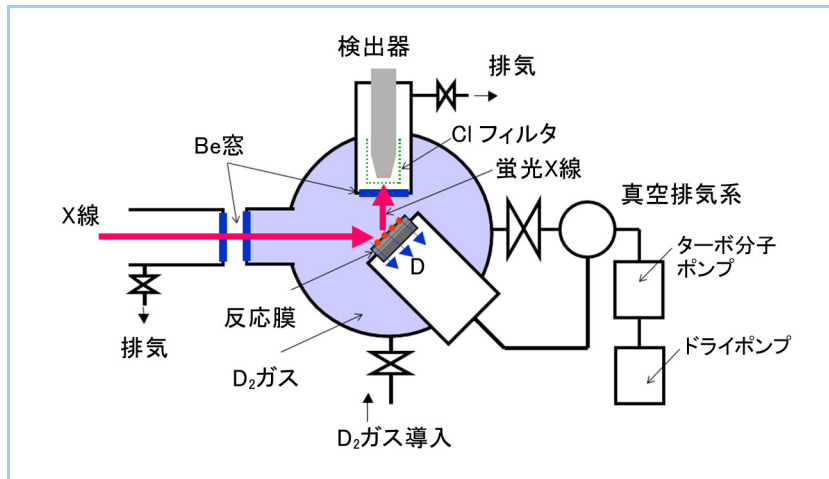 検出器
排気
Be窓
Cl フィルタ
蛍光X線
真空排気系
X線
ターボ分子
ポンプ
D
反応膜
排気
D₂ガス
ドライポンプ
D₂ガス導入